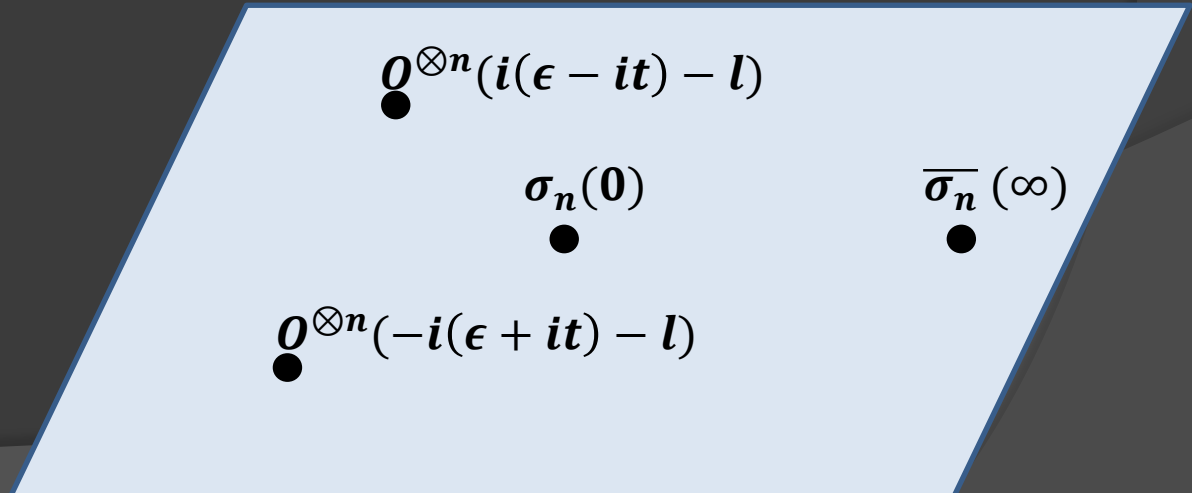 O^{⊗n}(i(ϵ − it) − l)
σ_n(0)
\overline{σ_n} (∞)
O^{⊗n}(−i(ϵ + it) − l)